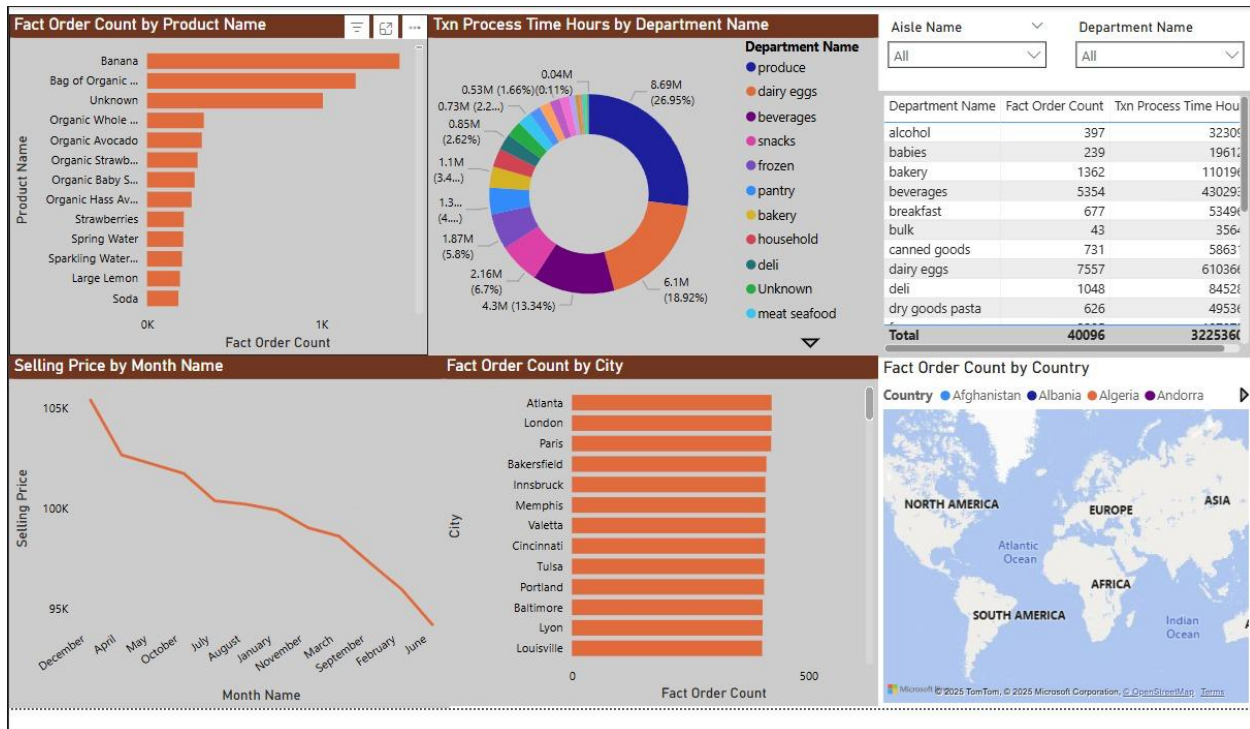 Fact Order Count by Product Name
Product Name
Banana
Bag of Organic ...
Unknown
Organic Whole ...
Organic Avocado
Organic Strawb...
Organic Baby S...
Organic Hass Av...
Strawberries
Spring Water
Sparkling Water...
Large Lemon
Soda
0K 1K
Fact Order Count
Txn Process Time Hours by Department Name
0.04M
(0.11%)
0.53M (1.66%)
0.73M (2.2...)
0.85M
(2.62%)
1.1M
(3.4...)
1.3...
(4....)
1.87M
(5.8%)
2.16M
(6.7%)
4.3M (13.34%)
6.1M
(18.92%)
8.69M
(26.95%)
Department Name
produce
dairy eggs
beverages
snacks
frozen
pantry
bakery
household
deli
Unknown
meat seafood
Aisle Name
All
Department Name
All
Department Name Fact Order Count Txn Process Time Hou
alcohol 397 32309
babies 239 19612
bakery 1362 110196
beverages 5354 430293
breakfast 677 53496
bulk 43 3564
canned goods 731 58631
dairy eggs 7557 610366
deli 1048 84528
dry goods pasta 626 49536
Total 40096 3225360
Selling Price by Month Name
Selling Price
105K
100K
95K
December April May October July August January November March September February June
Month Name
Fact Order Count by City
City
Atlanta
London
Paris
Bakersfield
Innsbruck
Memphis
Valetta
Cincinnati
Tulsa
Portland
Baltimore
Lyon
Louisville
0 500
Fact Order Count
Fact Order Count by Country
Country Afghanistan Albania Algeria Andorra
NORTH AMERICA
EUROPE
ASIA
Atlantic
Ocean
AFRICA
SOUTH AMERICA
Indian
Ocean
A
Microsoft
© 2025 TomTom, © 2025 Microsoft Corporation, © OpenStreetMap Terms